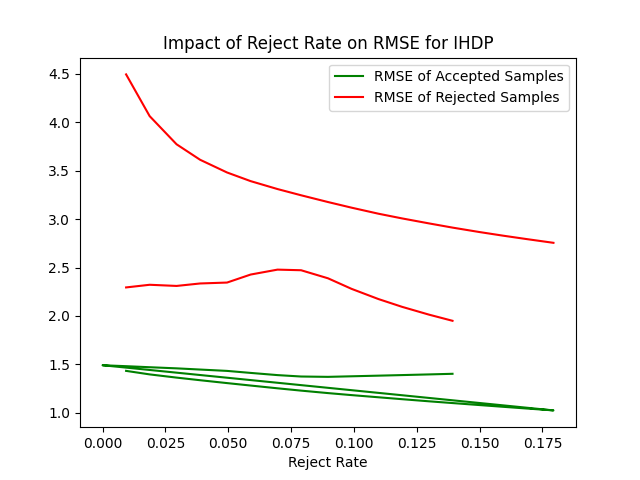 Impact of Reject Rate on RMSE for IHDP
RMSE of Accepted Samples
RMSE of Rejected Samples
4.5
4.0
3.5
3.0
2.5
2.0
1.5
1.0
0.000 0.025 0.050 0.075 0.100 0.125 0.150 0.175
Reject Rate